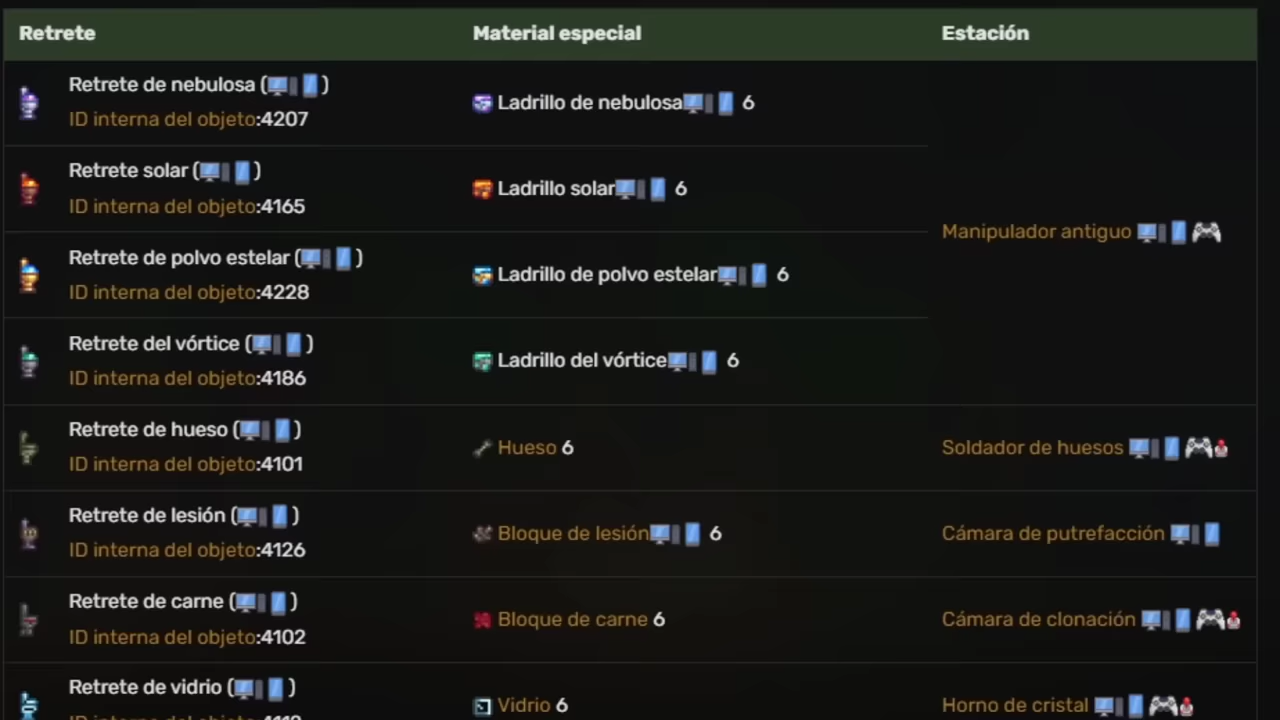 Retrete Material especial Estación
Retrete de nebulosa ( )
ID interna del objeto:4207
Ladrillo de nebulosa 6
Retrete solar ( )
ID interna del objeto:4165
Ladrillo solar 6
Manipulador antiguo
Retrete de polvo estelar ( )
ID interna del objeto:4228
Ladrillo de polvo estelar 6
Retrete del vórtice ( )
ID interna del objeto:4186
Ladrillo del vórtice 6
Retrete de hueso ( )
ID interna del objeto:4101
Hueso 6
Soldador de huesos
Retrete de lesión ( )
ID interna del objeto:4126
Bloque de lesión 6
Cámara de putrefacción
Retrete de carne ( )
ID interna del objeto:4102
Bloque de carne 6
Cámara de clonación
Retrete de vidrio ( )
ID interna del objeto:
Vidrio 6
Horno de cristal